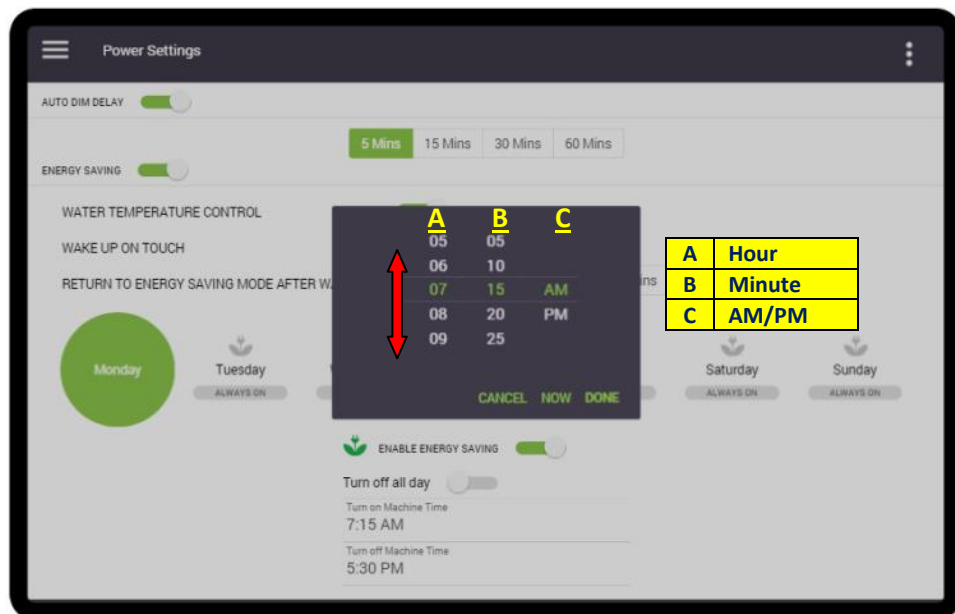 Power Settings
AUTO DIM DELAY
5 Mins 15 Mins 30 Mins 60 Mins
ENERGY SAVING
WATER TEMPERATURE CONTROL
WAKE UP ON TOUCH
RETURN TO ENERGY SAVING MODE AFTER
A B C
05 05
06 10
07 15 AM
08 20 PM
09 25
CANCEL NOW DONE
A Hour
B Minute
C AM/PM
Monday Tuesday Saturday Sunday
ALWAYS ON ALWAYS ON ALWAYS ON
ENABLE ENERGY SAVING
Turn off all day
Turn on Machine Time
7:15 AM
Turn off Machine Time
5:30 PM